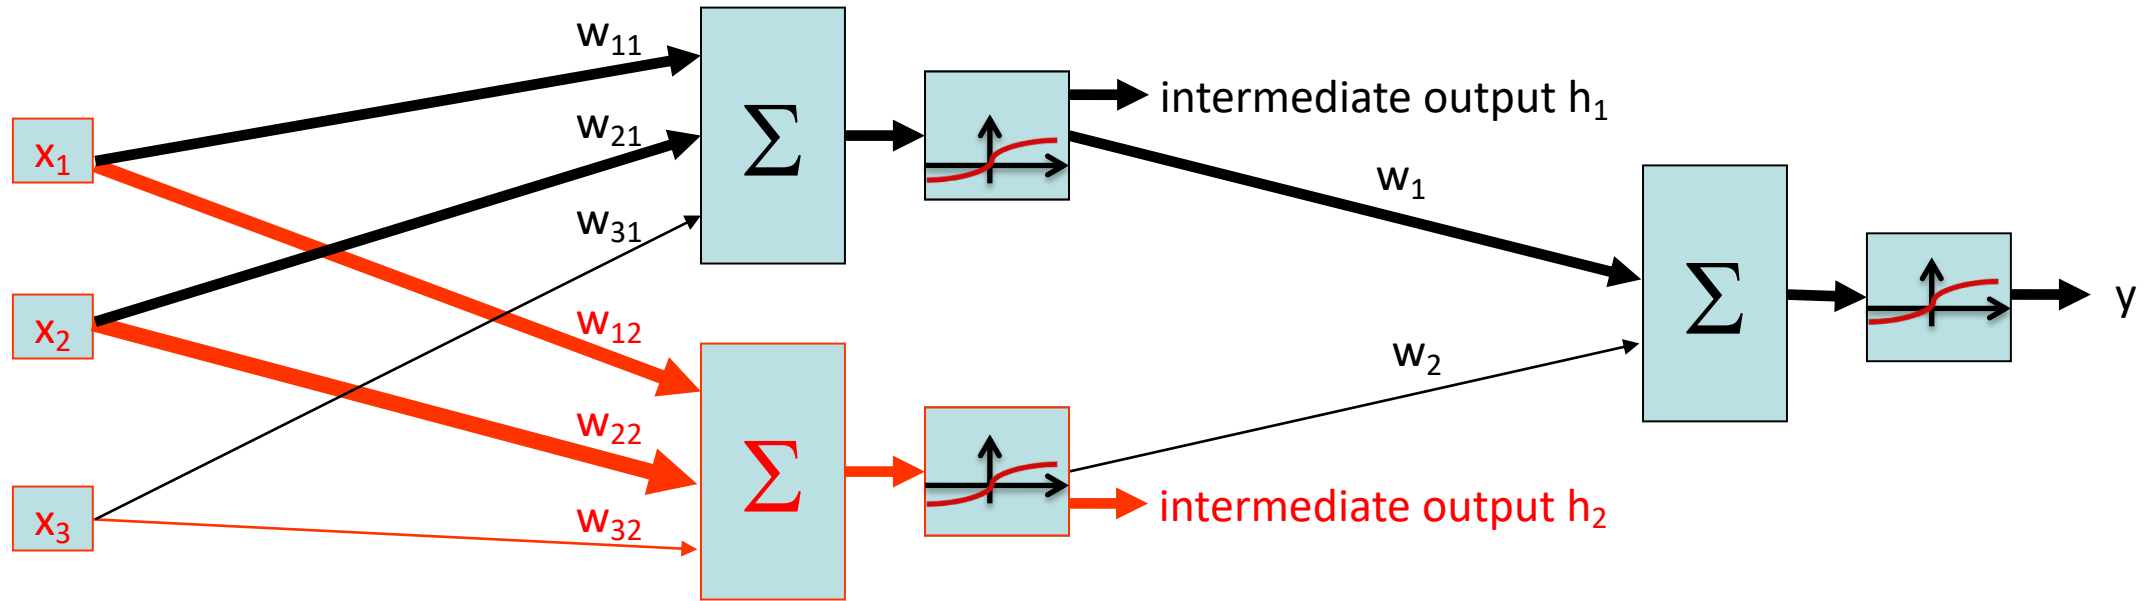 w₁₁
x₁
w₂₁
Σ
intermediate output h₁
w₃₁
w₁
x₂
w₁₂
Σ
y
w₂₂
w₂
x₃
w₃₂
Σ
intermediate output h₂